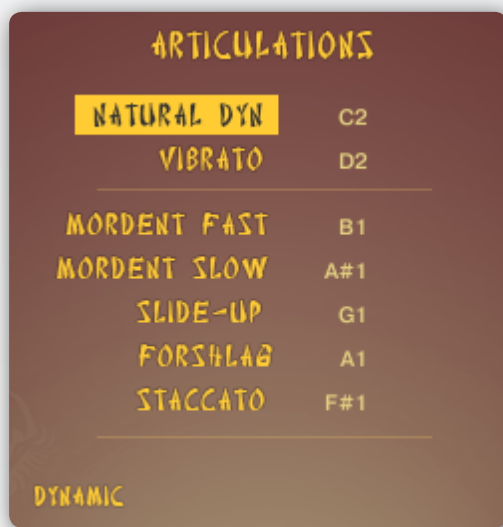 ARTICULATIONS
NATURAL DYN C2
VIBRATO D2
MORDENT FAST B1
MORDENT SLOW A#1
SLIDE-UP G1
FORSHLAG A1
STACCATO F#1
DYNAMIC